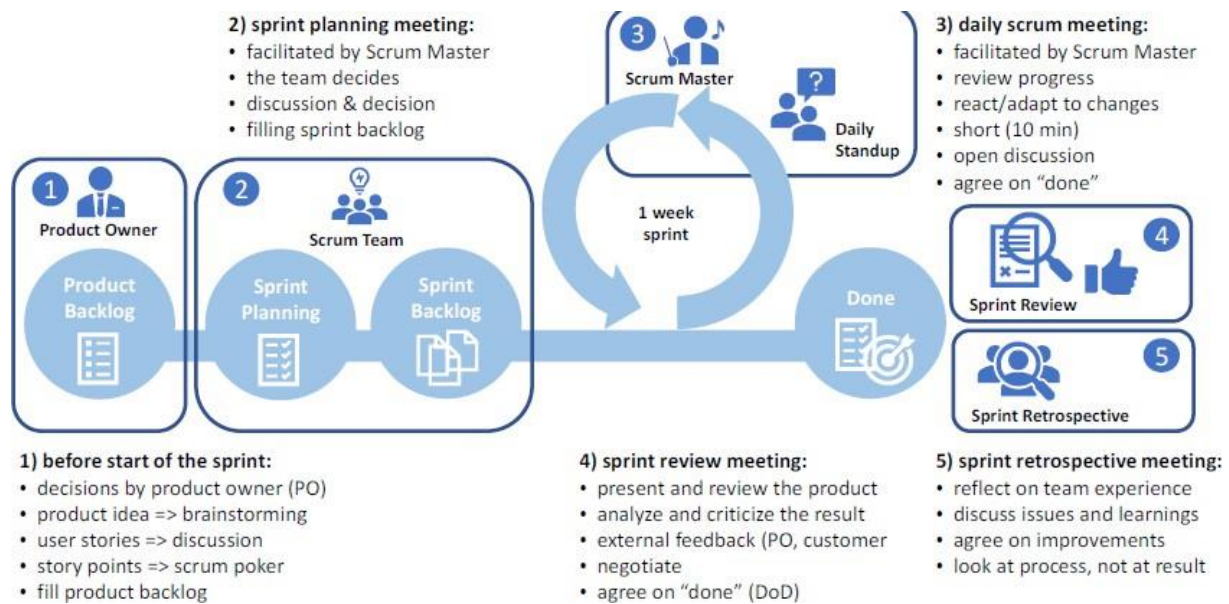 2) sprint planning meeting:
• facilitated by Scrum Master
• the team decides
• discussion & decision
• filling sprint backlog
3
Scrum Master
Daily
Standup
3) daily scrum meeting:
• facilitated by Scrum Master
• review progress
• react/adapt to changes
• short (10 min)
• open discussion
• agree on “done”
1
Product Owner
Product
Backlog
2
Scrum Team
Sprint
Planning
Sprint
Backlog
1 week
sprint
Done
4
Sprint Review
5
Sprint Retrospective
1) before start of the sprint:
• decisions by product owner (PO)
• product idea => brainstorming
• user stories => discussion
• story points => scrum poker
• fill product backlog
4) sprint review meeting:
• present and review the product
• analyze and criticize the result
• external feedback (PO, customer
• negotiate
• agree on “done” (DoD)
5) sprint retrospective meeting:
• reflect on team experience
• discuss issues and learnings
• agree on improvements
• look at process, not at result